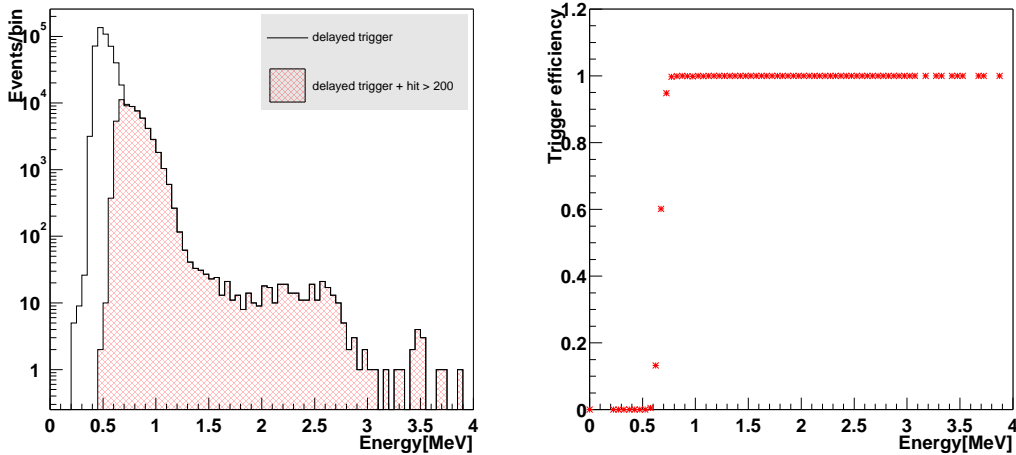 Events/bin
10^5
10^4
10^3
10^2
10
1
delayed trigger
delayed trigger + hit > 200
0 0.5 1 1.5 2 2.5 3 3.5 4
Energy[MeV]
Trigger efficiency
1.2
1
0.8
0.6
0.4
0.2
0
0 0.5 1 1.5 2 2.5 3 3.5 4
Energy[MeV]